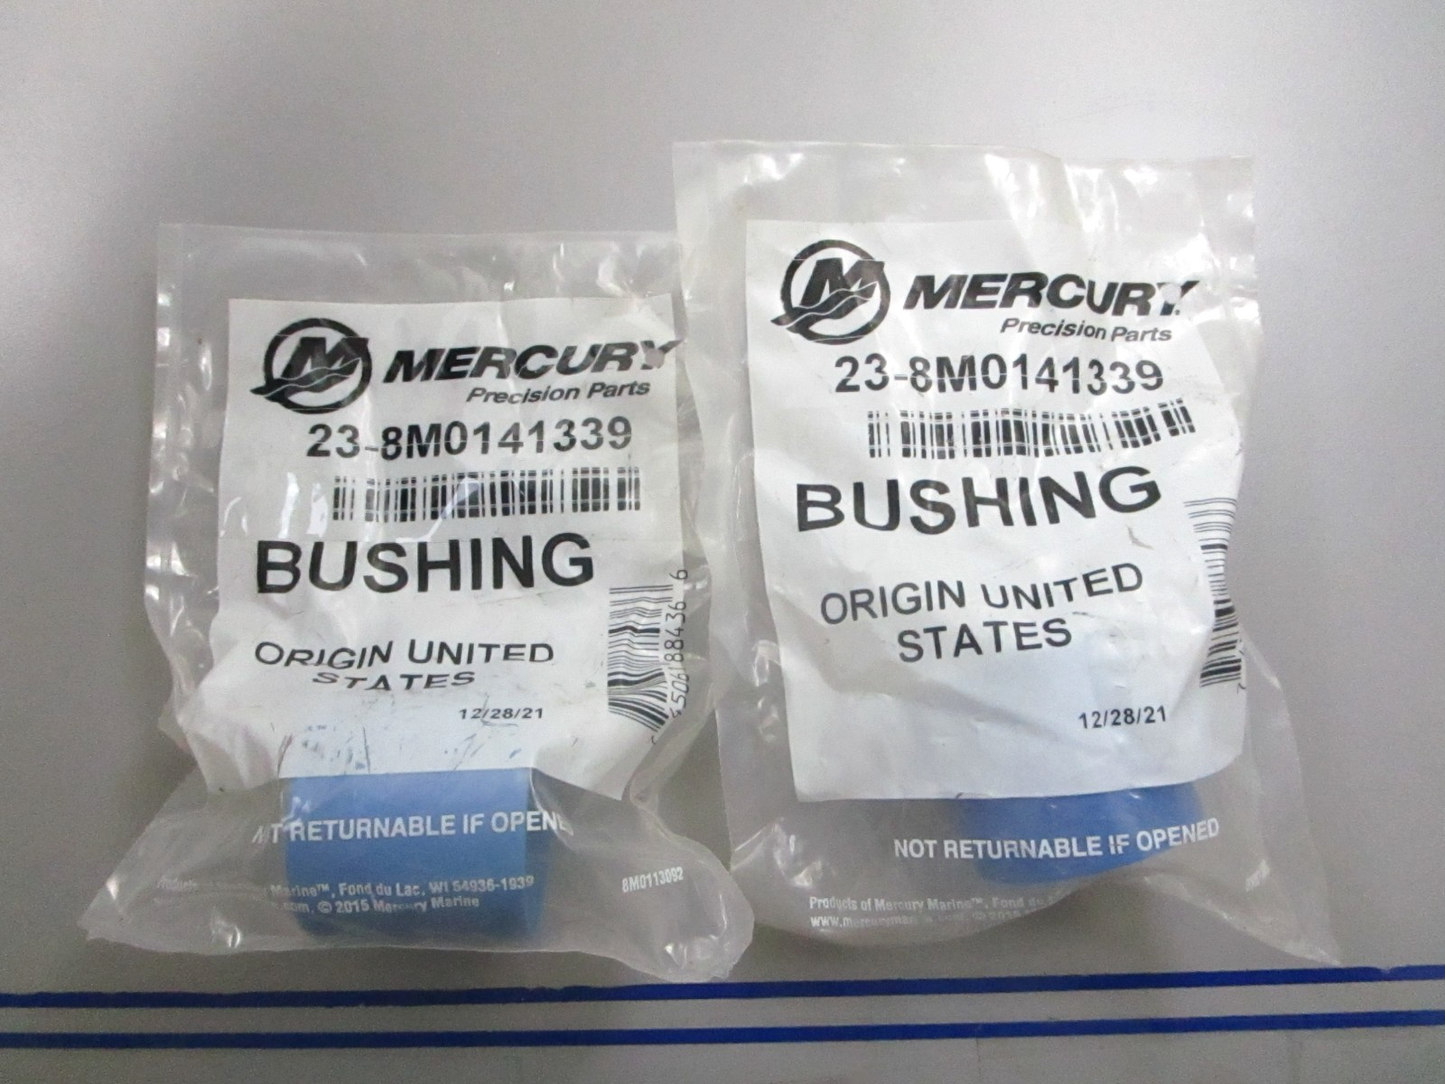 M MERCURY
Precision Parts
23-8M0141339
BUSHING
ORIGIN UNITED
STATES
12/28/21
RETURNABLE IF
Marine™, Fond du Lac, WI 54936-1939
.com. © 2015 Mercury Marine
8M0113092
M MERCURY
Precision Parts
23-8M0141339
BUSHING
ORIGIN UNITED
STATES
12/28/21
NOT RETURNABLE IF OPENED
Products of Mercury Marine™, Fond